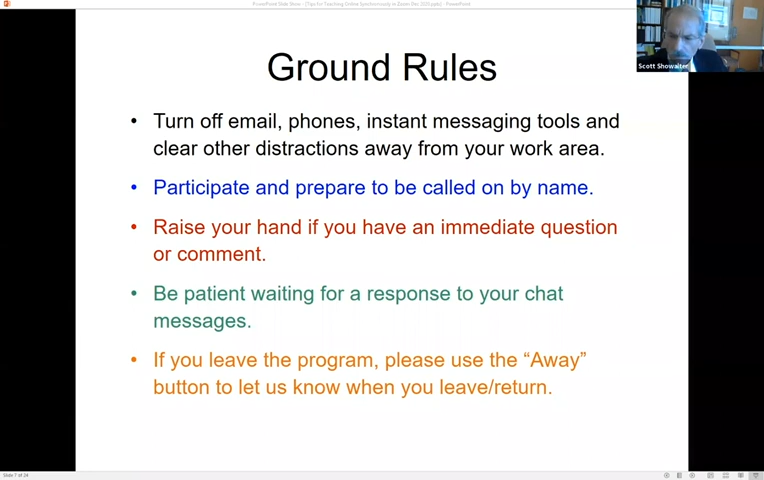 PowerPoint Slide Show - [Tips for Teaching Online Synchronously in Zoom (Dec 2020).pptx] - PowerPoint
Scott Showalter
Ground Rules
• Turn off email, phones, instant messaging tools and
clear other distractions away from your work area.
• Participate and prepare to be called on by name.
• Raise your hand if you have an immediate question
or comment.
• Be patient waiting for a response to your chat
messages.
• If you leave the program, please use the “Away”
button to let us know when you leave/return.
Slide 7 of 24